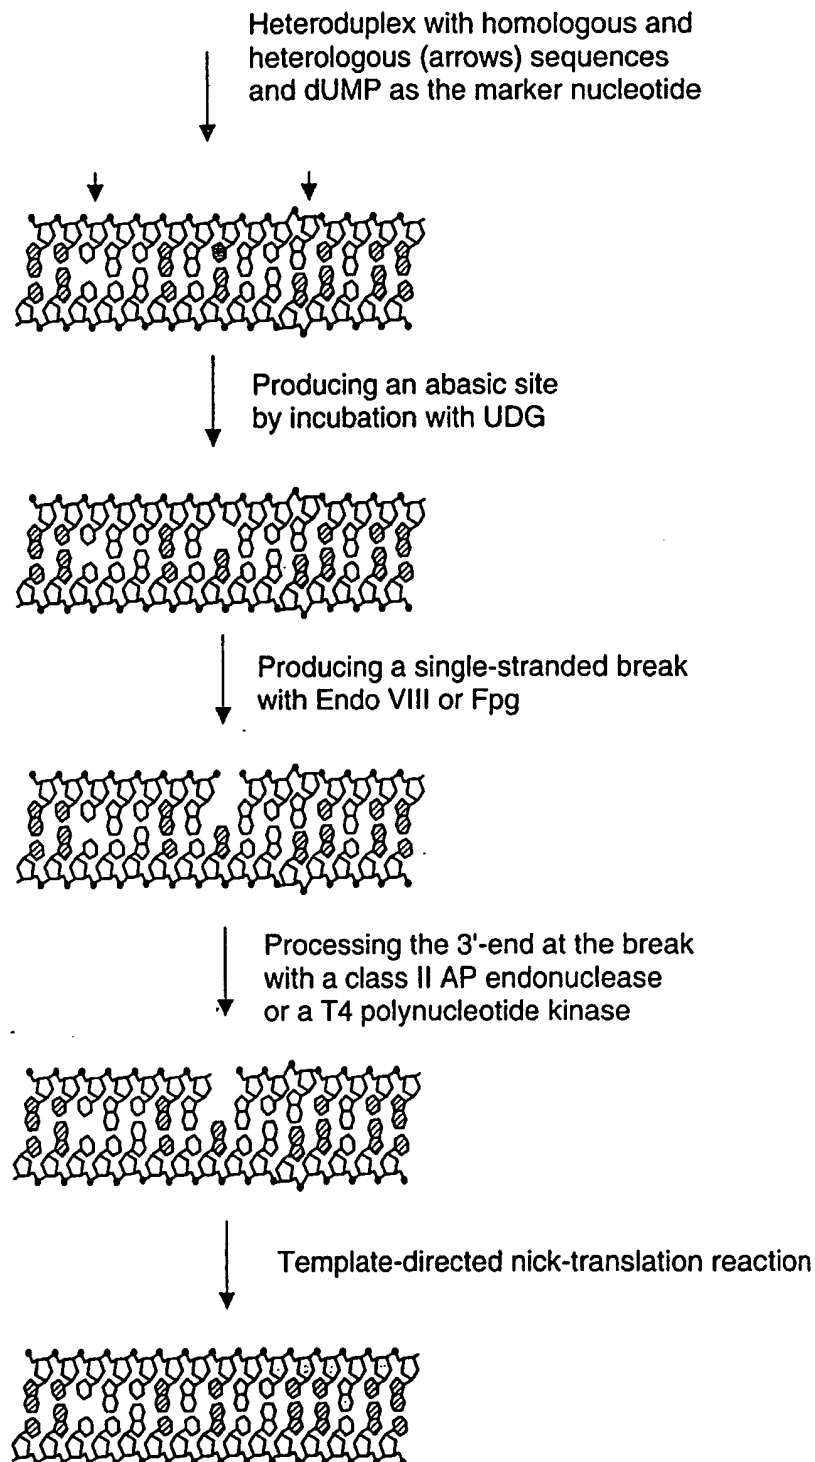 Heteroduplex with homologous and
heterologous (arrows) sequences
and dUMP as the marker nucleotide
Producing an abasic site
by incubation with UDG
Producing a single-stranded break
with Endo VIII or Fpg
Processing the 3'-end at the break
with a class II AP endonuclease
or a T4 polynucleotide kinase
Template-directed nick-translation reaction